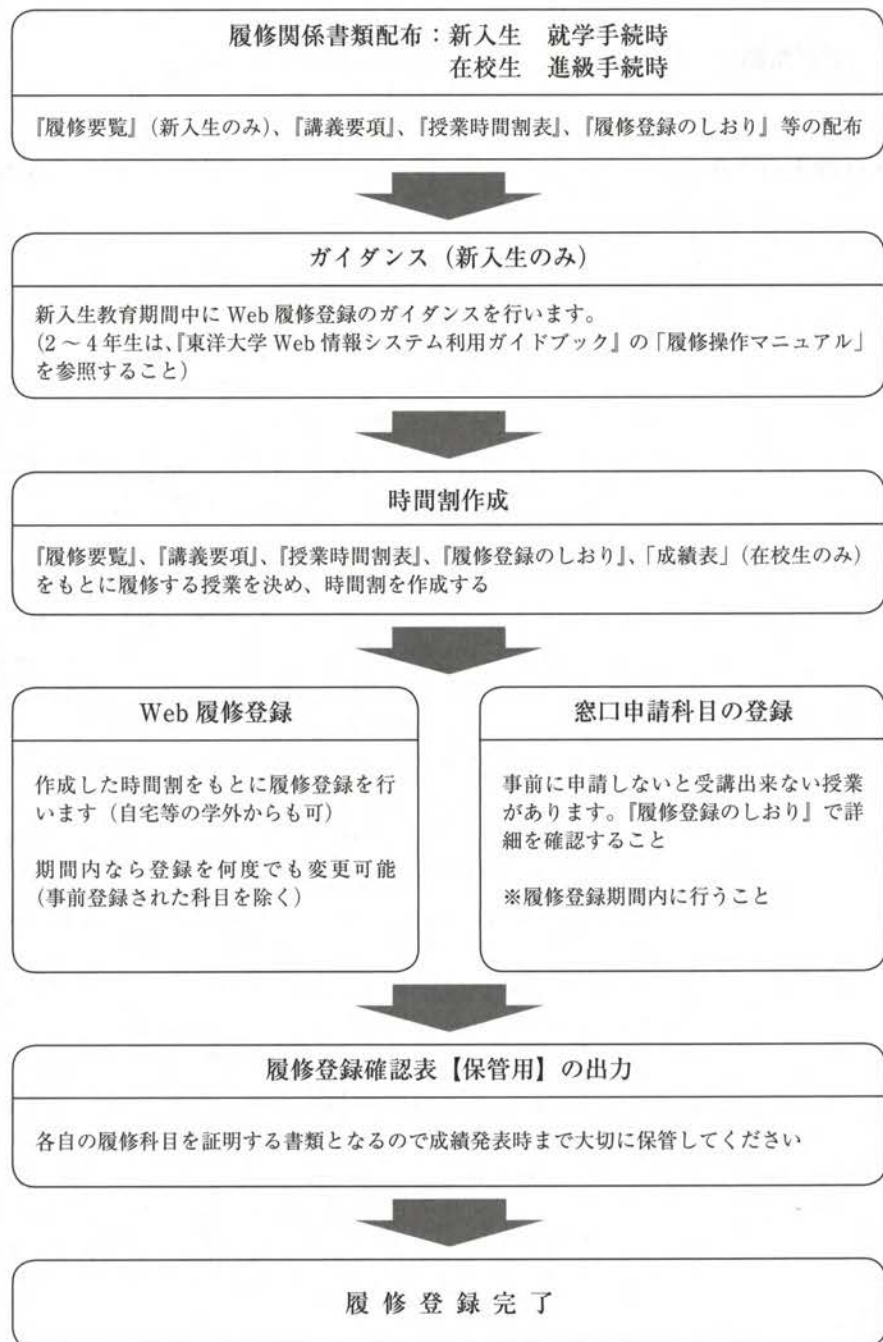 履修関係書類配布：新入生　就学手続時
在校生　進級手続時
『履修要覧』（新入生のみ）、『講義要項』、『授業時間割表』、『履修登録のしおり』等の配布
ガイダンス（新入生のみ）
新入生教育期間中に Web 履修登録のガイダンスを行います。
（2～4年生は、『東洋大学 Web 情報システム利用ガイドブック』の「履修操作マニュアル」
を参照すること）
時間割作成
『履修要覧』、『講義要項』、『授業時間割表』、『履修登録のしおり』、「成績表」（在校生のみ）
をもとに履修する授業を決め、時間割を作成する
Web 履修登録
作成した時間割をもとに履修登録を行
います（自宅等の学外からも可）
期間内なら登録を何度でも変更可能
（事前登録された科目を除く）
窓口申請科目の登録
事前に申請しないと受講出来ない授業
があります。『履修登録のしおり』で詳
細を確認すること
※履修登録期間内に行うこと
履修登録確認表【保管用】の出力
各自の履修科目を証明する書類となるので成績発表時まで大切に保管してください
履修登録完了